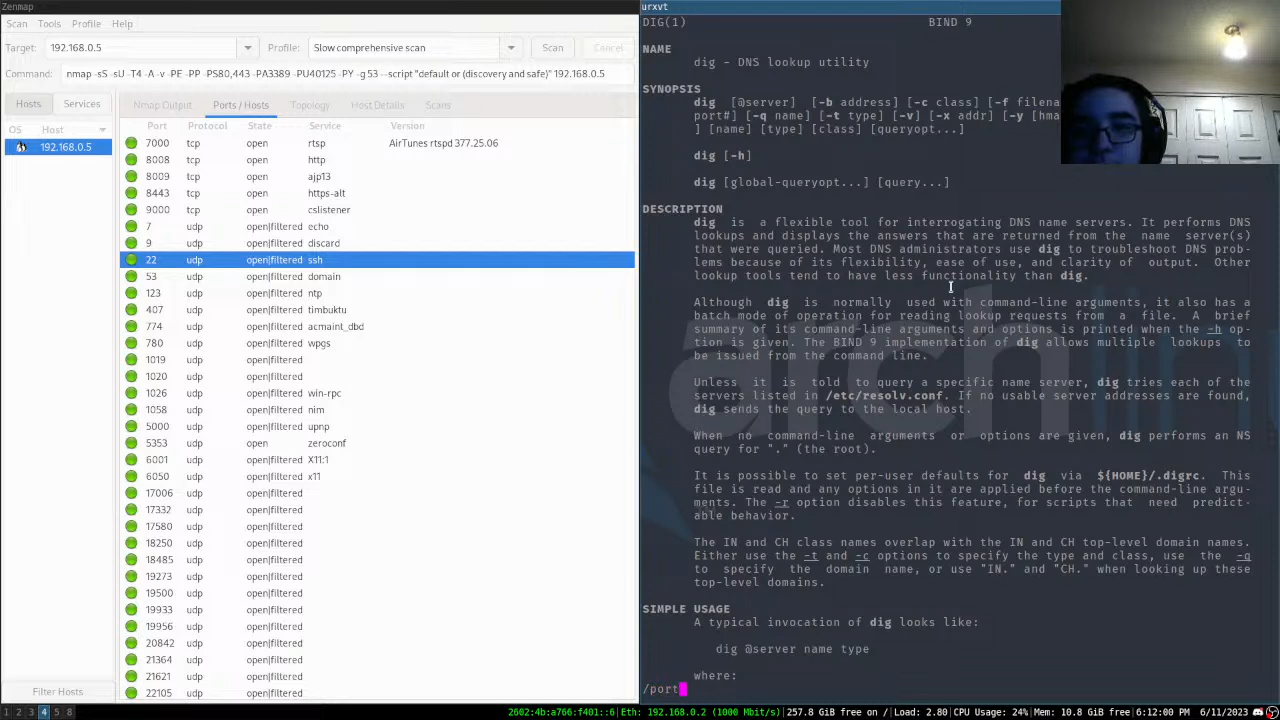 Zenmap
Scan Tools Profile Help
Target: 192.168.0.5 Profile: Slow comprehensive scan Scan Cancel
Command: nmap -sS -sU -T4 -A -v -PE -PP -PS80,443 -PA3389 -PU40125 -PY -g 53 --script "default or (discovery and safe)" 192.168.0.5
Hosts Services
OS Host
192.168.0.5
Filter Hosts
Nmap Output Ports / Hosts Topology Host Details Scans
Port Protocol State Service Version
7000 tcp open rtsp AirTunes rtspd 377.25.06
8008 tcp open http
8009 tcp open ajp13
8443 tcp open https-alt
9000 tcp open cslistener
7 udp open|filtered echo
9 udp open|filtered discard
22 udp open|filtered ssh
53 udp open|filtered domain
123 udp open|filtered ntp
407 udp open|filtered timbuktu
774 udp open|filtered acmaint_dbd
780 udp open|filtered wpgs
1019 udp open|filtered
1020 udp open|filtered
1026 udp open|filtered win-rpc
1058 udp open|filtered nim
5000 udp open|filtered upnp
5353 udp open zeroconf
6001 udp open|filtered X11:1
6050 udp open|filtered x11
17006 udp open|filtered
17332 udp open|filtered
17580 udp open|filtered
18250 udp open|filtered
18485 udp open|filtered
19273 udp open|filtered
19500 udp open|filtered
19933 udp open|filtered
19956 udp open|filtered
20842 udp open|filtered
21364 udp open|filtered
21621 udp open|filtered
22105 udp open|filtered
urxvt
DIG(1) BIND 9
NAME
dig - DNS lookup utility
SYNOPSIS
dig [@server] [-b address] [-c class] [-f filena
port#] [-q name] [-t type] [-v] [-x addr] [-y [hma
] [name] [type] [class] [queryopt...]
dig [-h]
dig [global-queryopt...] [query...]
DESCRIPTION
dig is a flexible tool for interrogating DNS name servers. It performs DNS
lookups and displays the answers that are returned from the name server(s)
that were queried. Most DNS administrators use dig to troubleshoot DNS prob-
lems because of its flexibility, ease of use, and clarity of output. Other
lookup tools tend to have less functionality than dig.
Although dig is normally used with command-line arguments, it also has a
batch mode of operation for reading lookup requests from a file. A brief
summary of its command-line arguments and options is printed when the -h op-
tion is given. The BIND 9 implementation of dig allows multiple lookups to
be issued from the command line.
Unless it is told to query a specific name server, dig tries each of the
servers listed in /etc/resolv.conf. If no usable server addresses are found,
dig sends the query to the local host.
When no command-line arguments or options are given, dig performs an NS
query for "." (the root).
It is possible to set per-user defaults for dig via ${HOME}/.digrc. This
file is read and any options in it are applied before the command-line argu-
ments. The -r option disables this feature, for scripts that need predict-
able behavior.
The IN and CH class names overlap with the IN and CH top-level domain names.
Either use the -t and -c options to specify the type and class, use the -q
to specify the domain name, or use "IN." and "CH." when looking up these
top-level domains.
SIMPLE USAGE
A typical invocation of dig looks like:
dig @server name type
where:
/port
1 2 3 4 5 8 2602:4b:a766:f401::6| Eth: 192.168.0.2 (1000 Mbit/s)| 257.8 GiB free on /| Load: 2.80| CPU Usage: 24%| Mem: 10.8 GiB free| 6:12:00 PM| 6/11/2023